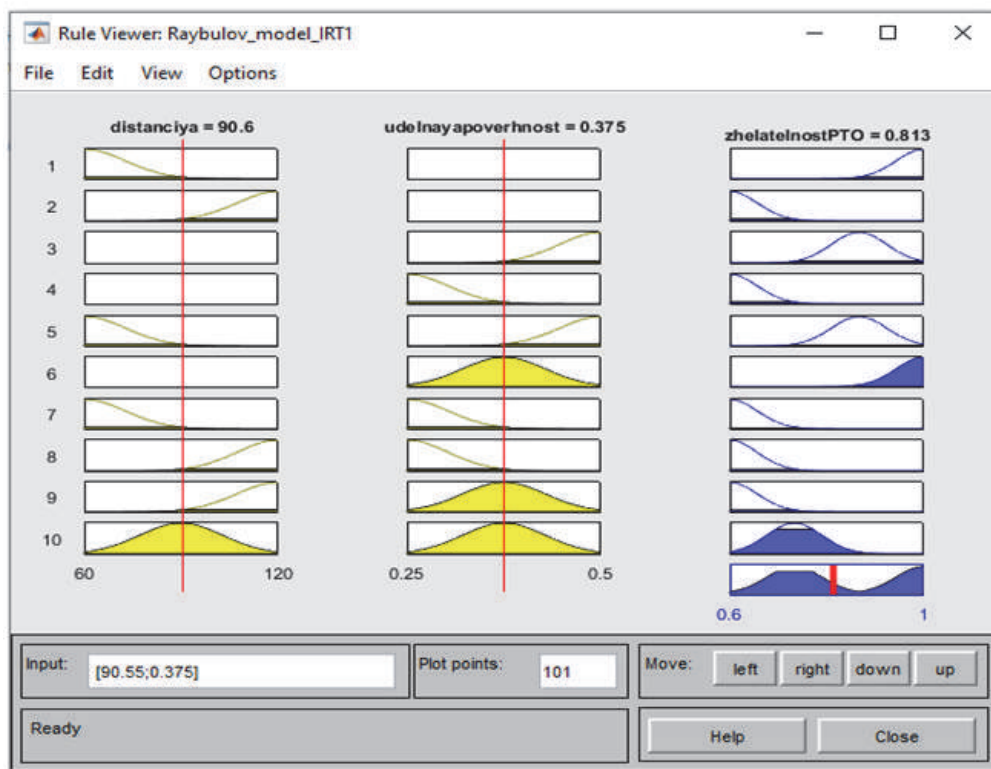 Rule Viewer: Raybulov_model_IRT1
File Edit View Options
distanciya = 90.6 udelnayapoverhnost = 0.375 zhelatelnostPTO = 0.813
1
2
3
4
5
6
7
8
9
10
60 120 0.25 0.5
0.6 1
Input: [90.55;0.375] Plot points: 101 Move: left right down up
Ready Help Close